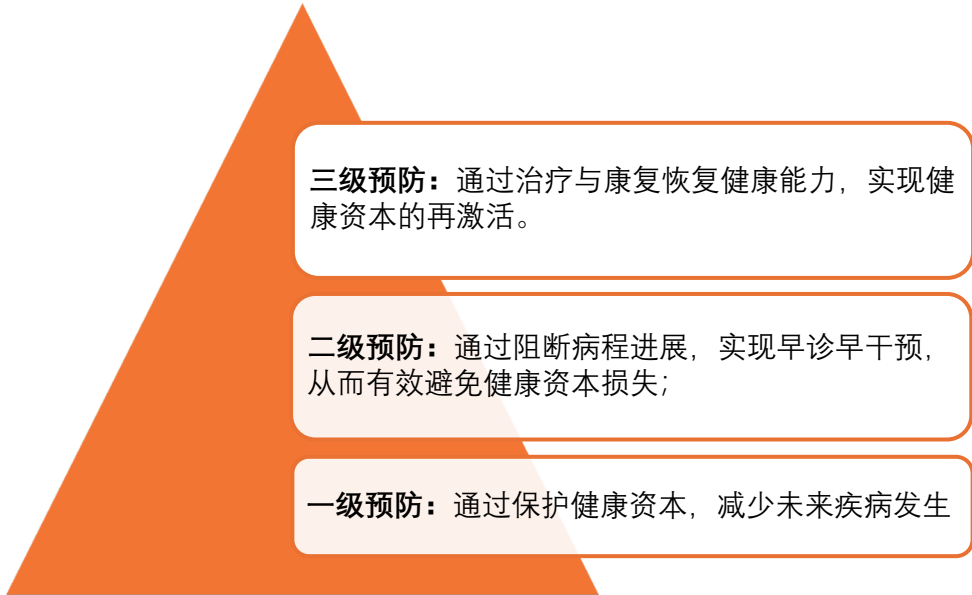 三级预防：通过治疗与康复恢复健康能力，实现健
康资本的再激活。
二级预防：通过阻断病程进展，实现早诊早干预，
从而有效避免健康资本损失；
一级预防：通过保护健康资本，减少未来疾病发生